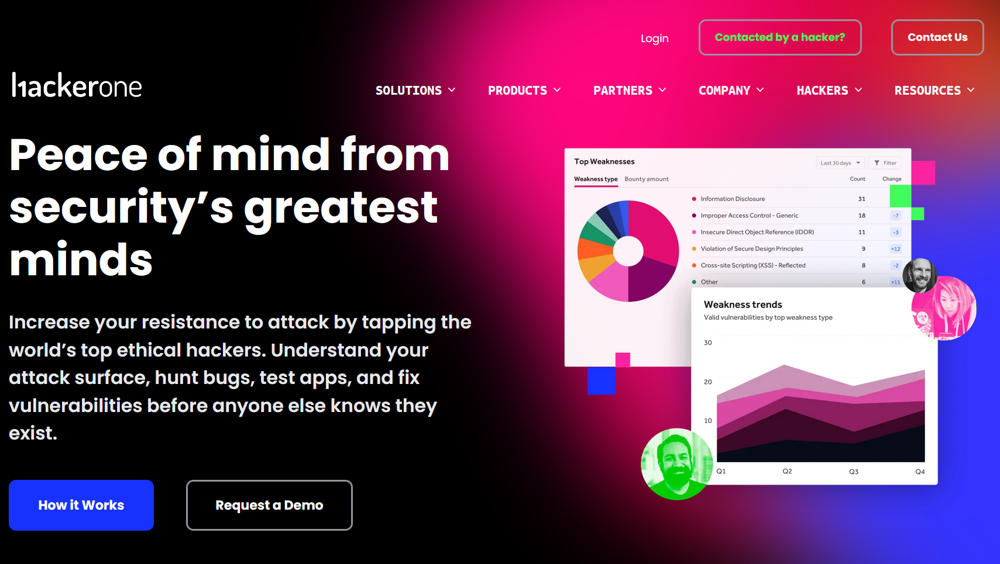 Login
Contacted by a hacker?
Contact Us
hackerone
SOLUTIONS
PRODUCTS
PARTNERS
COMPANY
HACKERS
RESOURCES
Peace of mind from
security’s greatest
minds
Increase your resistance to attack by tapping the
world’s top ethical hackers. Understand your
attack surface, hunt bugs, test apps, and fix
vulnerabilities before anyone else knows they
exist.
How it Works
Request a Demo
Top Weaknesses
Last 30 days
Filter
Weakness type
Bounty amount
Count
Change
Information Disclosure 31
Improper Access Control - Generic 18 -7
Insecure Direct Object Reference (IDOR) 11 -3
Violation of Secure Design Principles 9 +12
Cross-site Scripting (XSS) - Reflected 8 -2
Other 6 +11
Weakness trends
Valid vulnerabilities by top weakness type
30
20
10
Q1 Q2 Q3 Q4